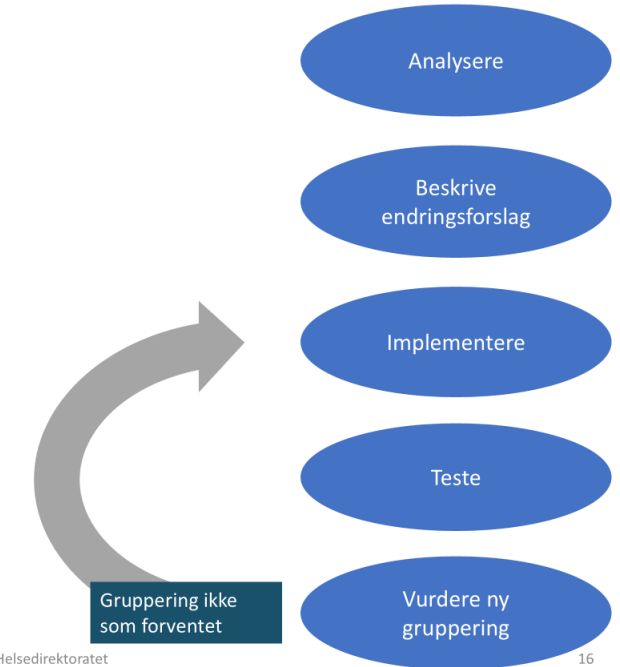 Analysere
Beskrive
endringsforslag
Implementere
Teste
Gruppering ikke
som forventet
Vurdere ny
gruppering
Helsedirektoratet
16